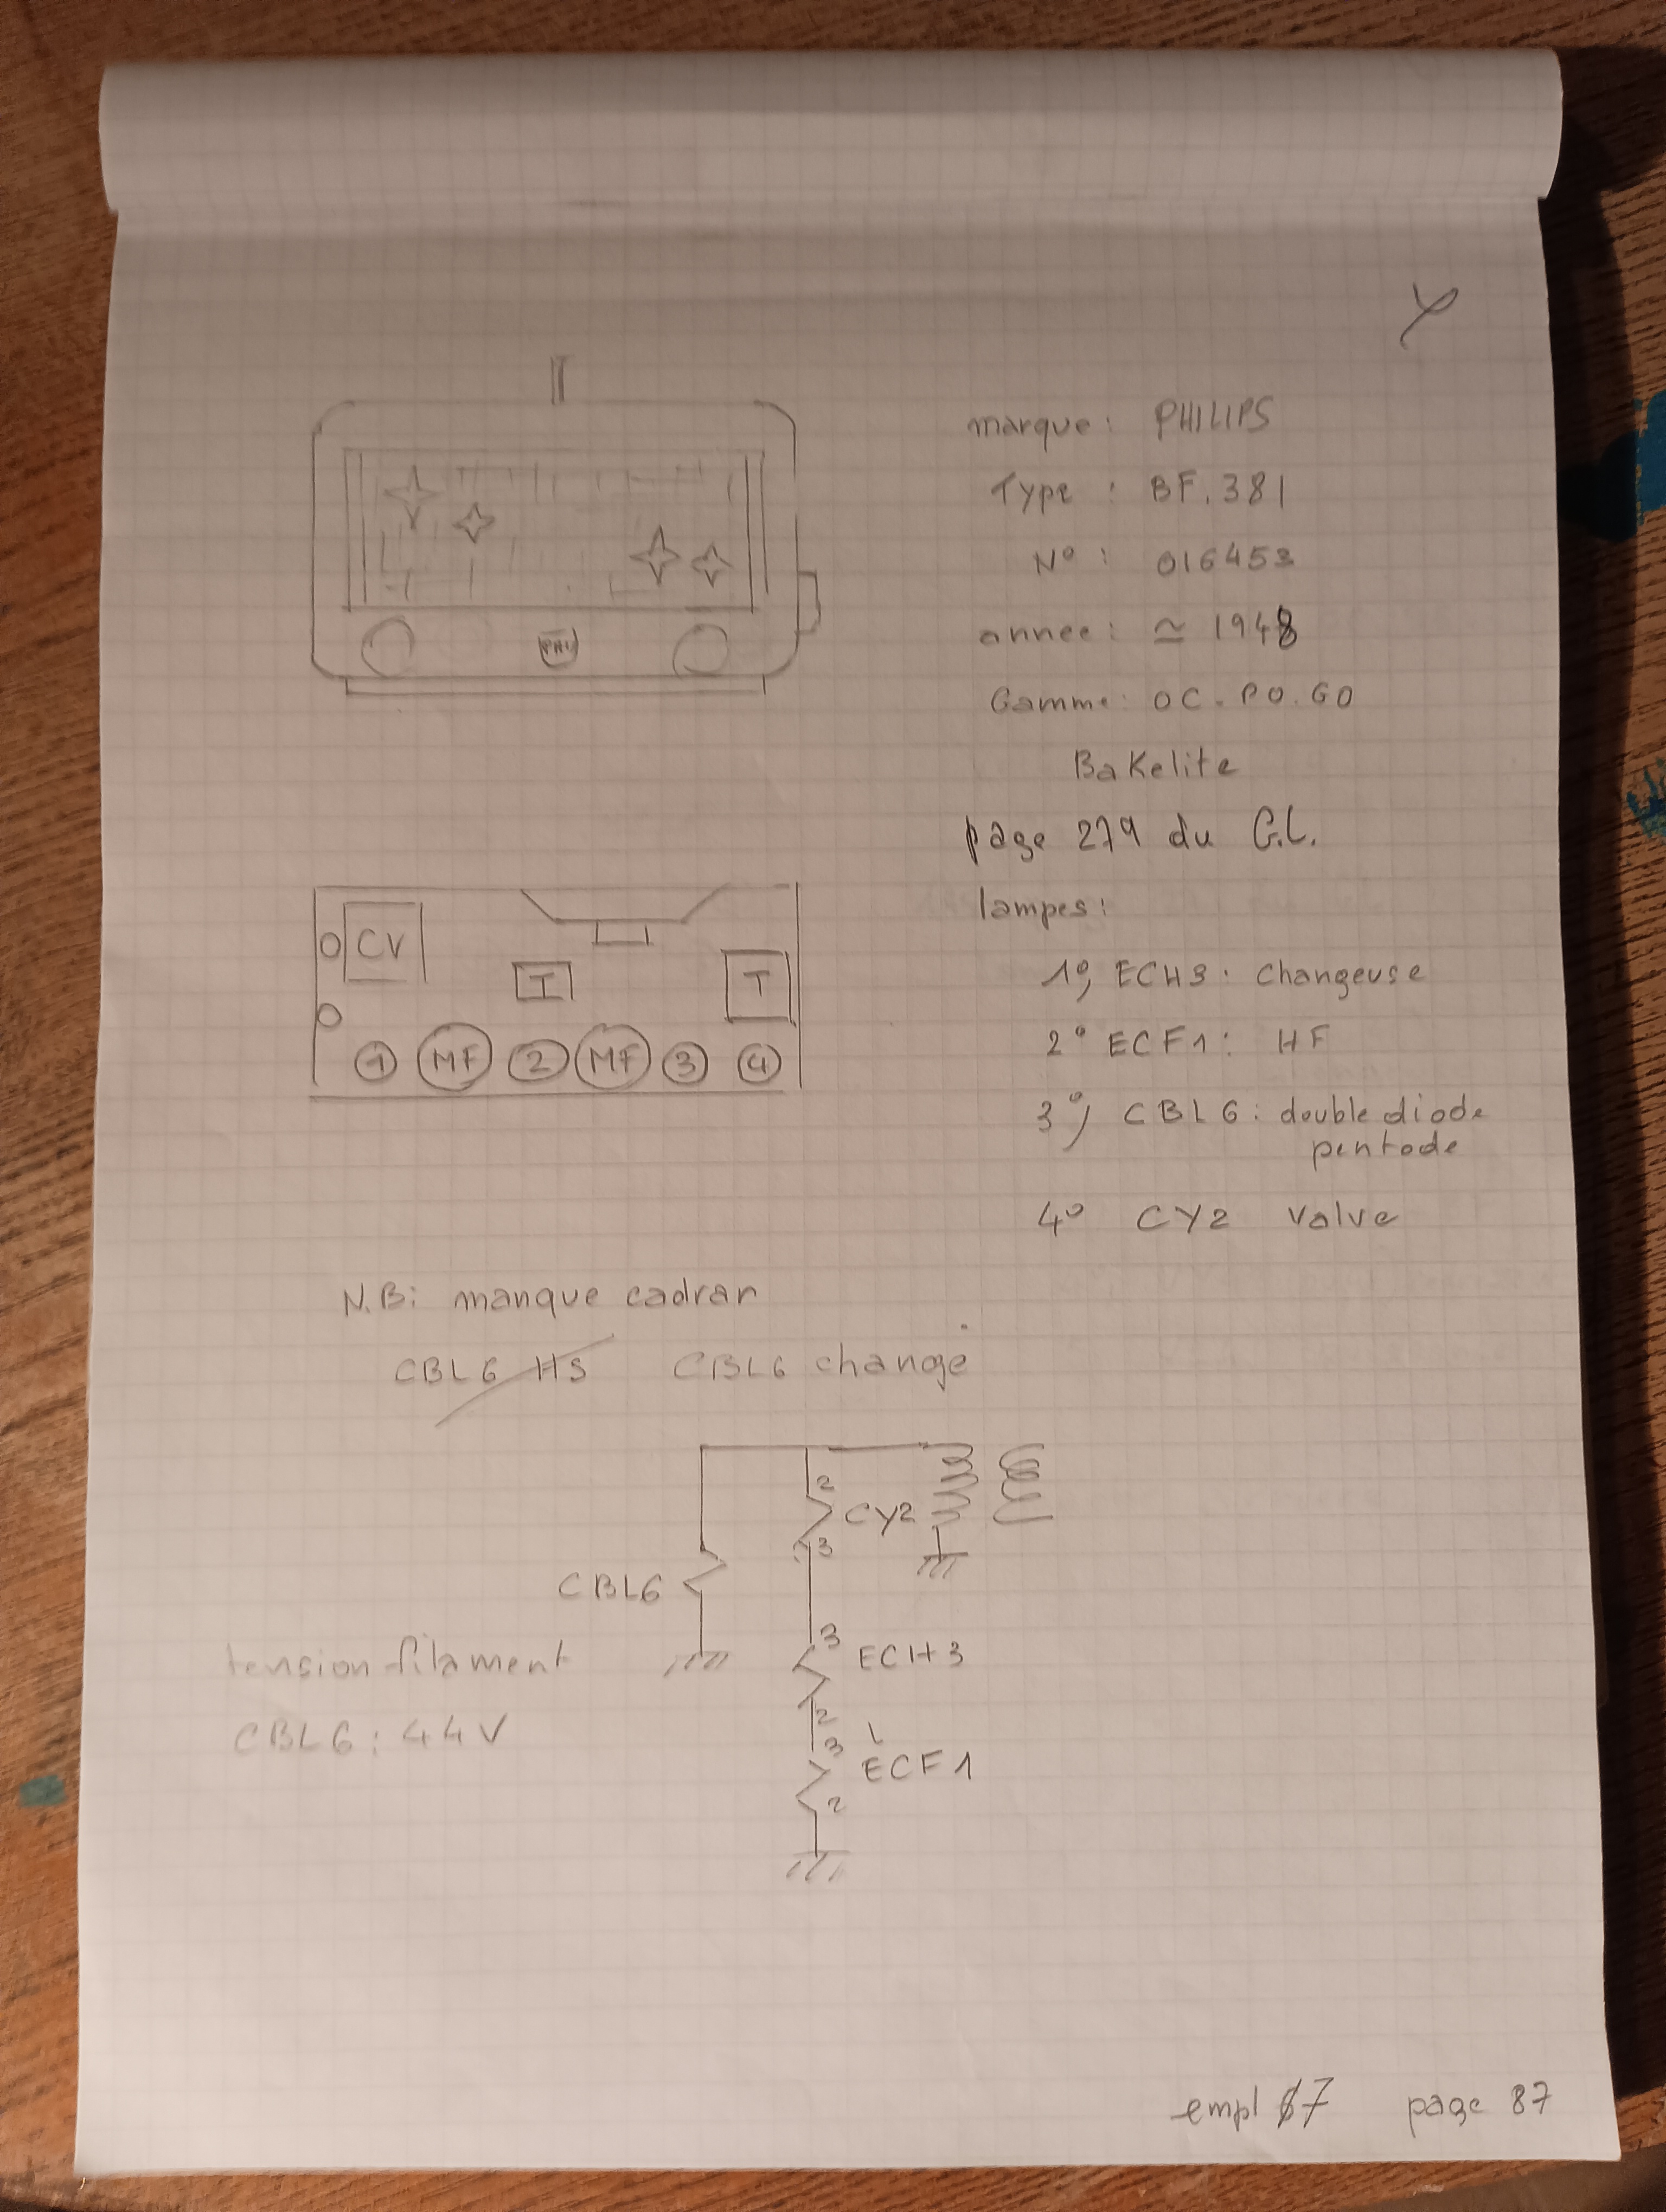 marque : PHILIPS
Type : BF.381
N° : 016453
annee : ≃ 1948
Gamme : OC. PO. GO
Bakelite
page 279 du G.L.
lampes :
1°) ECH3 : Changeuse
2° ECF1 : HF
3°) CBL6 : double diode
pentode
4° CY2 Valve
PHI
CV
T
T
1 MF 2 MF 3 4
N.B: manque cadran
CBL6 HS CBL6 changé
2
CY2
3
CBL6
3
ECH3
2
3
ECF1
2
tension filament
CBL6 : 44V
empl 67 page 87